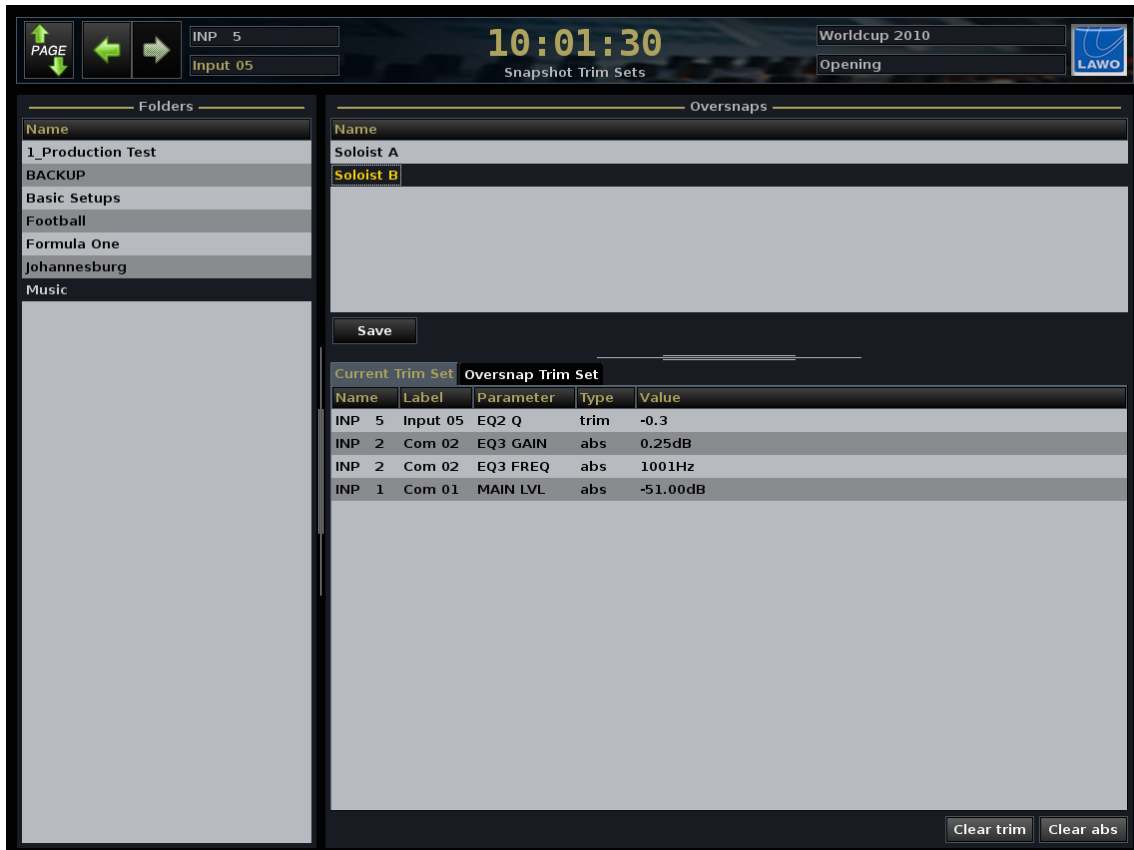 PAGE
INP 5
Input 05
10:01:30
Snapshot Trim Sets
Worldcup 2010
Opening
LAWO
Folders
Name
1_Production Test
BACKUP
Basic Setups
Football
Formula One
Johannesburg
Music
Oversnaps
Name
Soloist A
Soloist B
Save
Current Trim Set Oversnap Trim Set
Name Label Parameter Type Value
INP 5 Input 05 EQ2 Q trim -0.3
INP 2 Com 02 EQ3 GAIN abs 0.25dB
INP 2 Com 02 EQ3 FREQ abs 1001Hz
INP 1 Com 01 MAIN LVL abs -51.00dB
Clear trim Clear abs